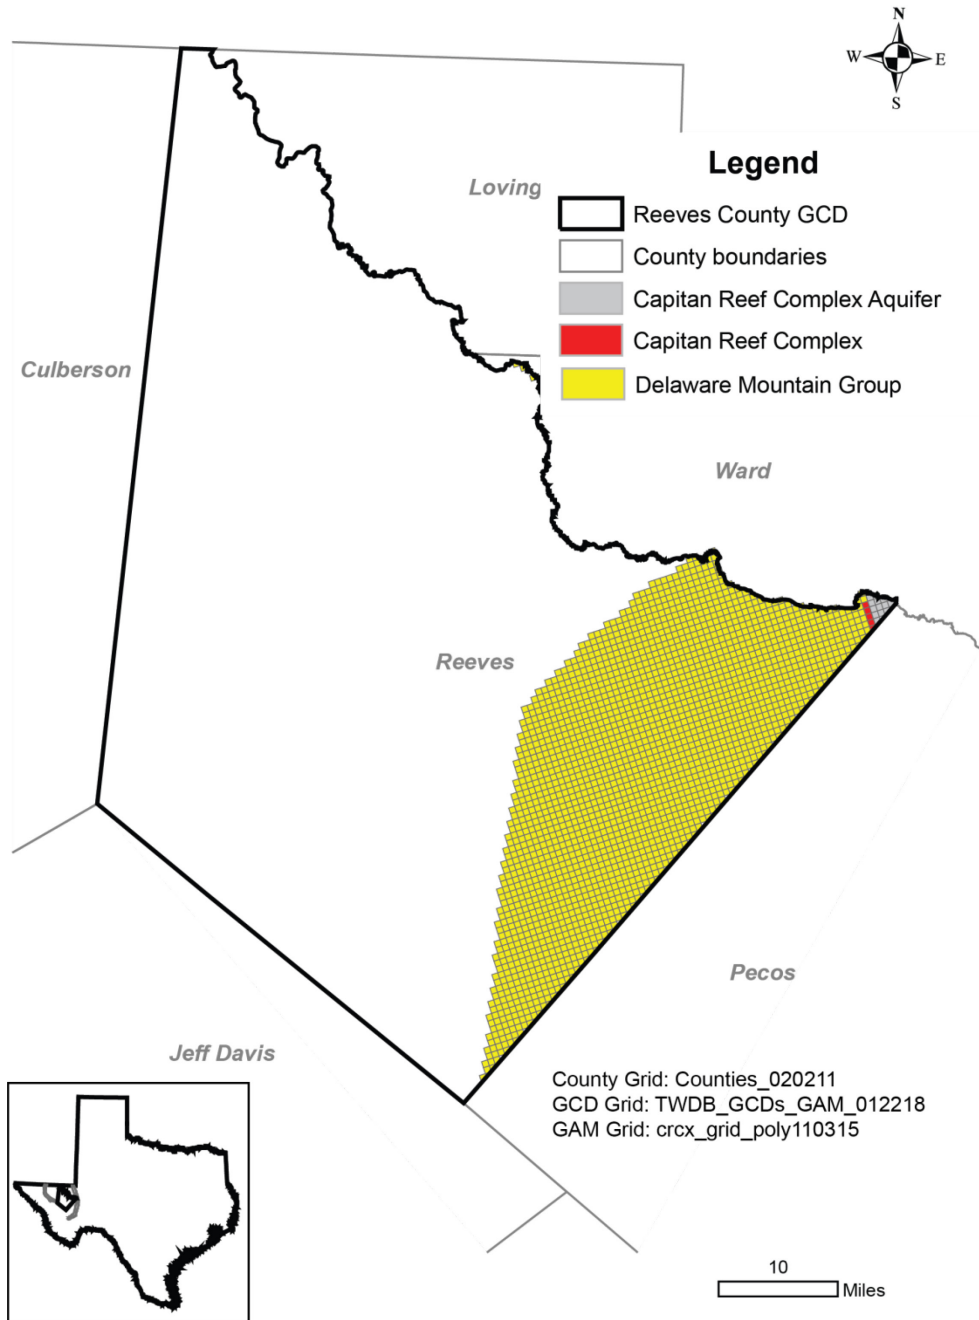 N
W E
S
Legend
Reeves County GCD
County boundaries
Capitan Reef Complex Aquifer
Capitan Reef Complex
Delaware Mountain Group
Loving
Culberson
Ward
Reeves
Pecos
Jeff Davis
County Grid: Counties_020211
GCD Grid: TWDB_GCDs_GAM_012218
GAM Grid: crcx_grid_poly110315
10
Miles